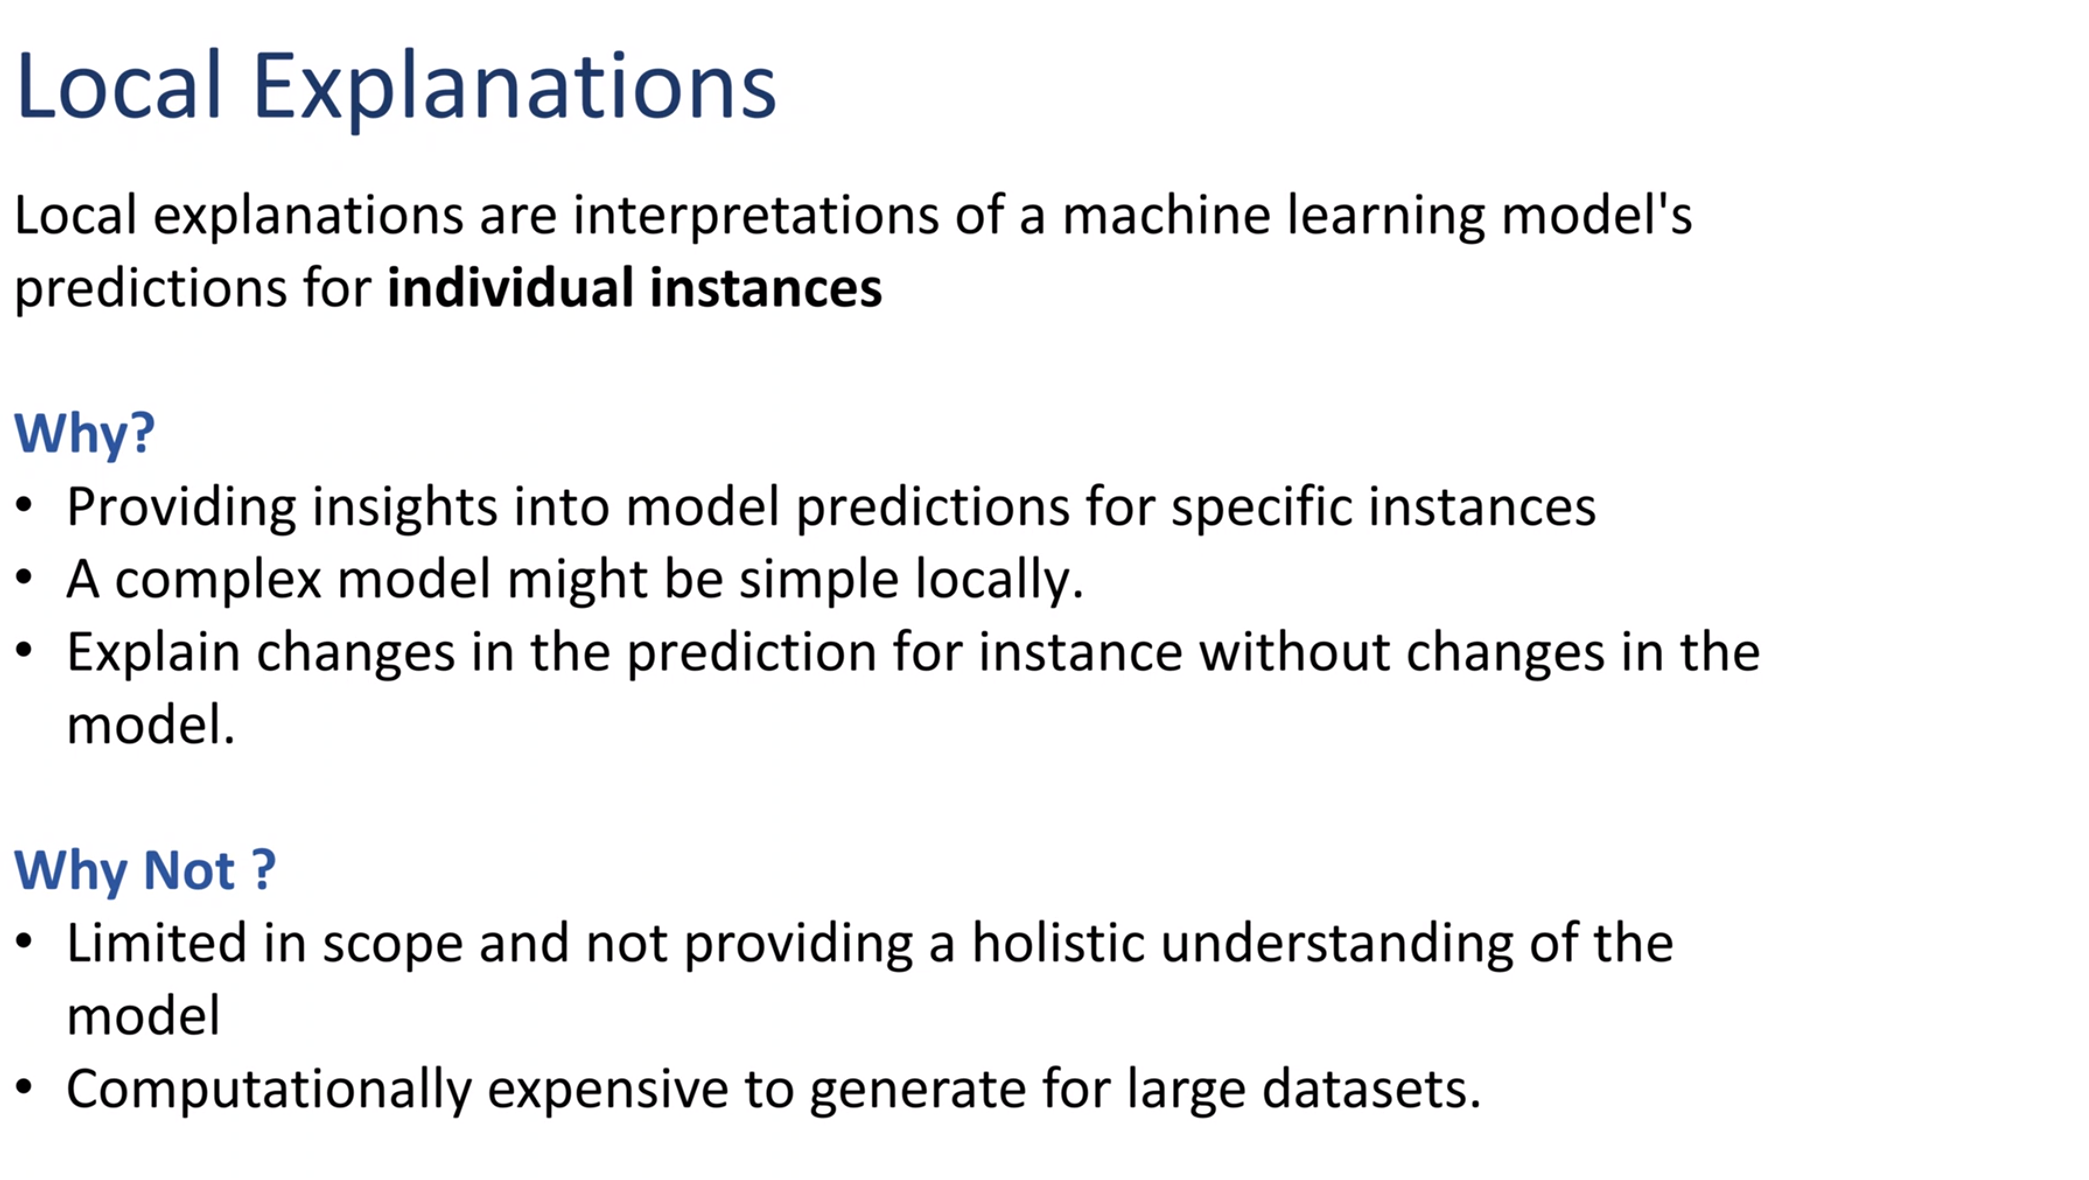 Local Explanations
Local explanations are interpretations of a machine learning model's
predictions for individual instances
Why?
• Providing insights into model predictions for specific instances
• A complex model might be simple locally.
• Explain changes in the prediction for instance without changes in the
model.
Why Not ?
• Limited in scope and not providing a holistic understanding of the
model
• Computationally expensive to generate for large datasets.